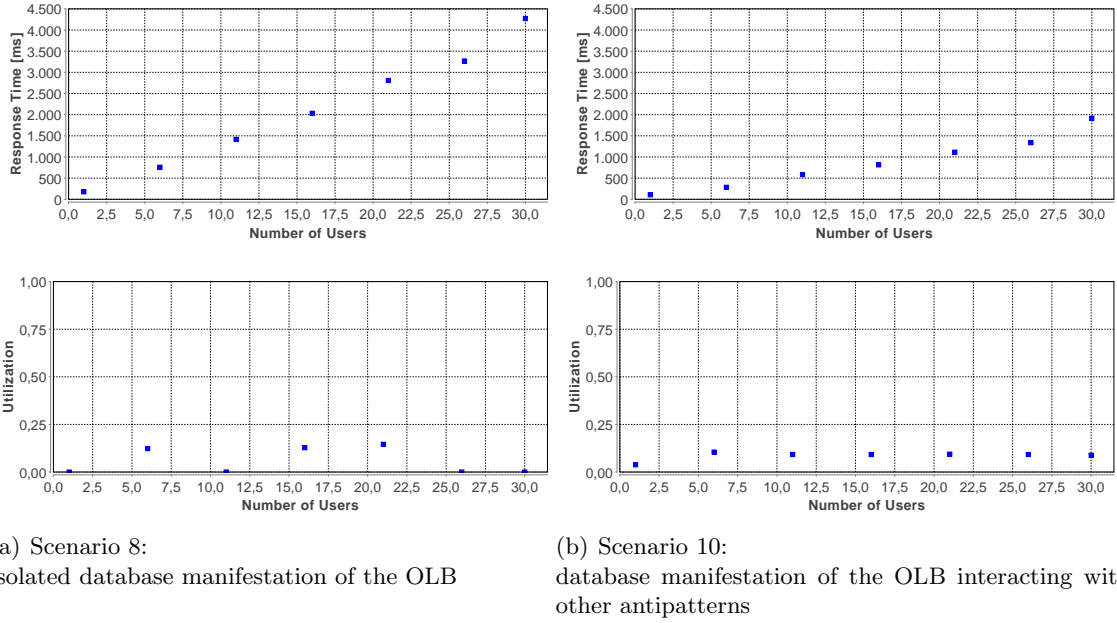 4.500
4.000
3.500
3.000
2.500
2.000
1.500
1.000
500
0
Response Time [ms]
0,0 2,5 5,0 7,5 10,0 12,5 15,0 17,5 20,0 22,5 25,0 27,5 30,0
Number of Users
1,00
0,75
0,50
0,25
0,00
Utilization
0,0 2,5 5,0 7,5 10,0 12,5 15,0 17,5 20,0 22,5 25,0 27,5 30,0
Number of Users
a) Scenario 8:
solated database manifestation of the OLB
4.500
4.000
3.500
3.000
2.500
2.000
1.500
1.000
500
0
Response Time [ms]
0,0 2,5 5,0 7,5 10,0 12,5 15,0 17,5 20,0 22,5 25,0 27,5 30,0
Number of Users
1,00
0,75
0,50
0,25
0,00
Utilization
0,0 2,5 5,0 7,5 10,0 12,5 15,0 17,5 20,0 22,5 25,0 27,5 30,0
Number of Users
(b) Scenario 10:
database manifestation of the OLB interacting wit
other antipatterns